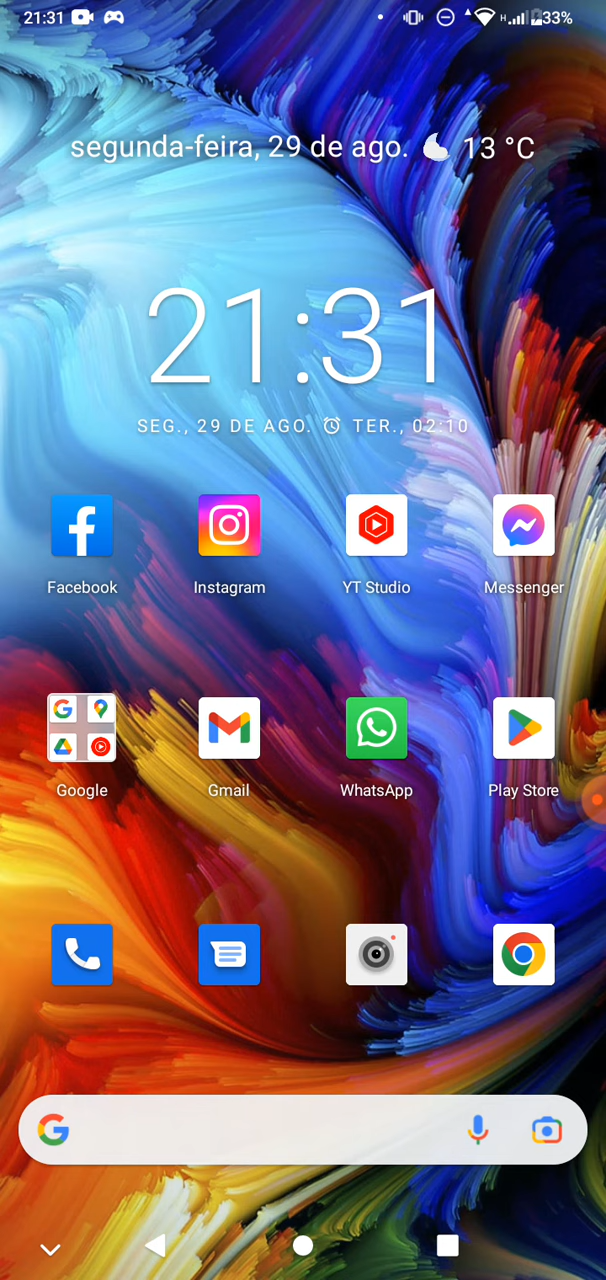 21:31 H 33%
segunda-feira, 29 de ago. 13 °C
21:31
SEG., 29 DE AGO. TER., 02:10
Facebook Instagram YT Studio Messenger
Google Gmail WhatsApp Play Store